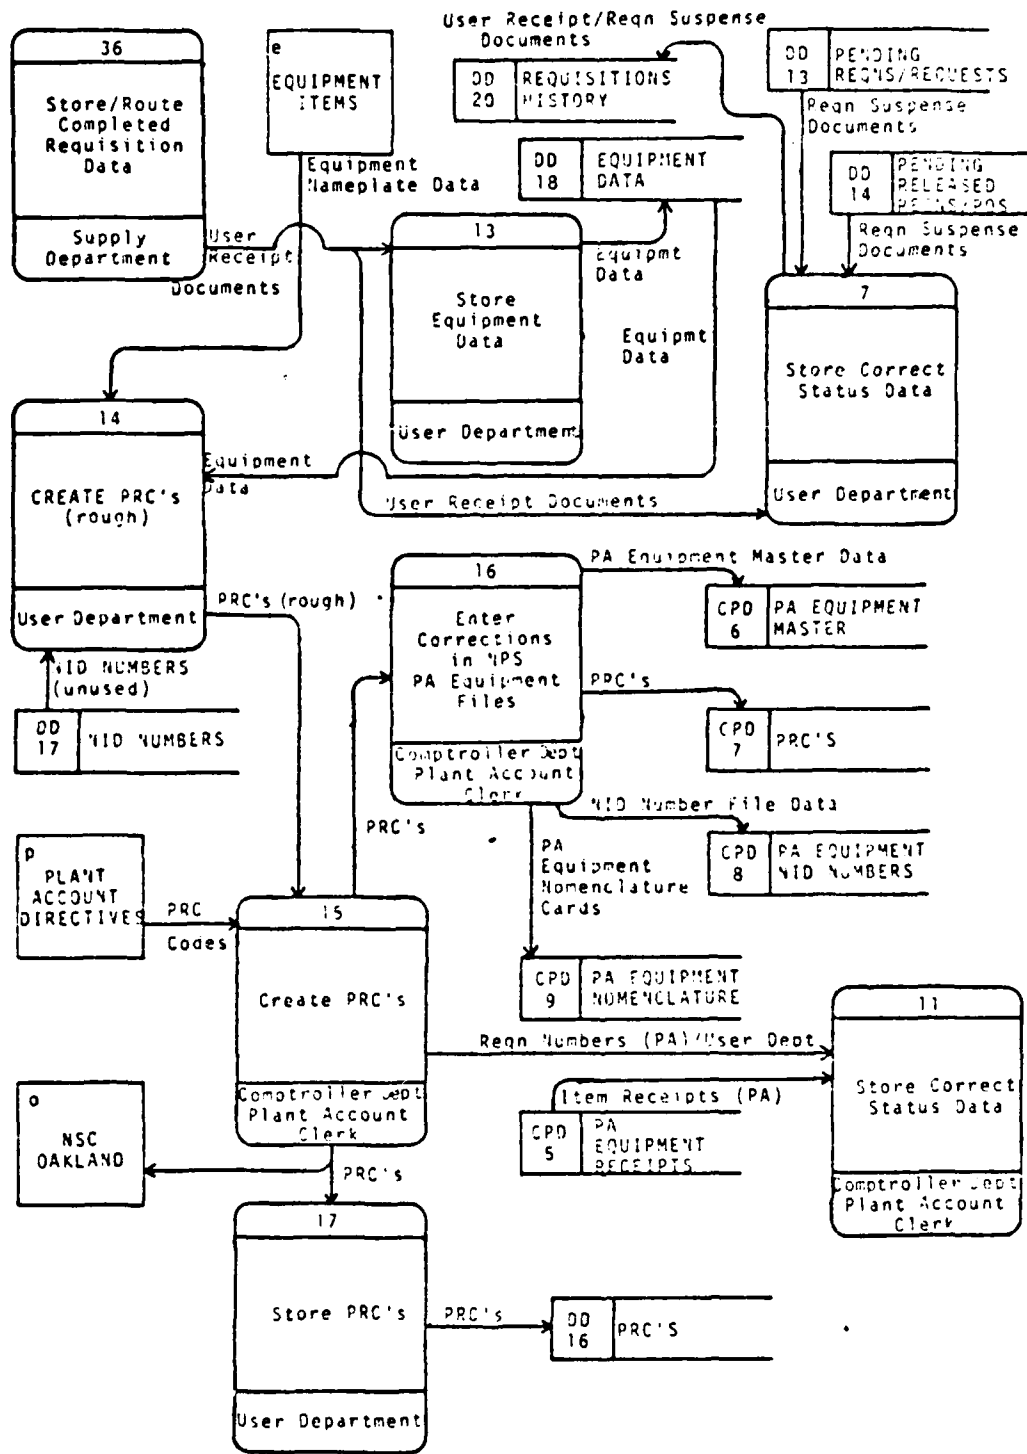 36
Store/Route
Completed
Requisition
Data
Supply
Department
e
EQUIPMENT
ITEMS
User Receipt/Reqn Suspense
Documents
DD
20
REQUISITIONS
HISTORY
DD
13
PENDING
REQNS/REQUESTS
Reqn Suspense
Documents
DD
18
EQUIPMENT
DATA
DD
14
PENDING
RELEASED
Reqn Suspense
Documents
Equipment
Nameplate Data
User
Receipt
Documents
13
Store
Equipment
Data
User Department
Equipmt
Data
Equipmt
Data
7
Store Correct
Status Data
User Department
14
CREATE PRC's
(rough)
User Department
Equipment
Data
User Receipt Documents
PRC's (rough)
NID NUMBERS
(unused)
DD
17
NID NUMBERS
16
Enter
Corrections
in NPS
PA Equipment
Files
Comptroller Dept
Plant Account
Clerk
PA Equipment Master Data
CPD
6
PA EQUIPMENT
MASTER
PRC's
CPD
7
PRC'S
NID Number File Data
CPD
8
PA EQUIPMENT
NID NUMBERS
PRC's
PA
Equipment
Nomenclature
Cards
CPD
9
PA EQUIPMENT
NOMENCLATURE
p
PLANT
ACCOUNT
DIRECTIVES
PRC
Codes
15
Create PRC's
Comptroller Dept
Plant Account
Clerk
Reqn Numbers (PA)/User Dept
Item Receipts (PA)
CPD
5
PA
EQUIPMENT
RECEIPTS
11
Store Correct
Status Data
Comptroller Dept
Plant Account
Clerk
o
NSC
OAKLAND
PRC's
17
Store PRC's
User Department
PRC's
DD
16
PRC'S